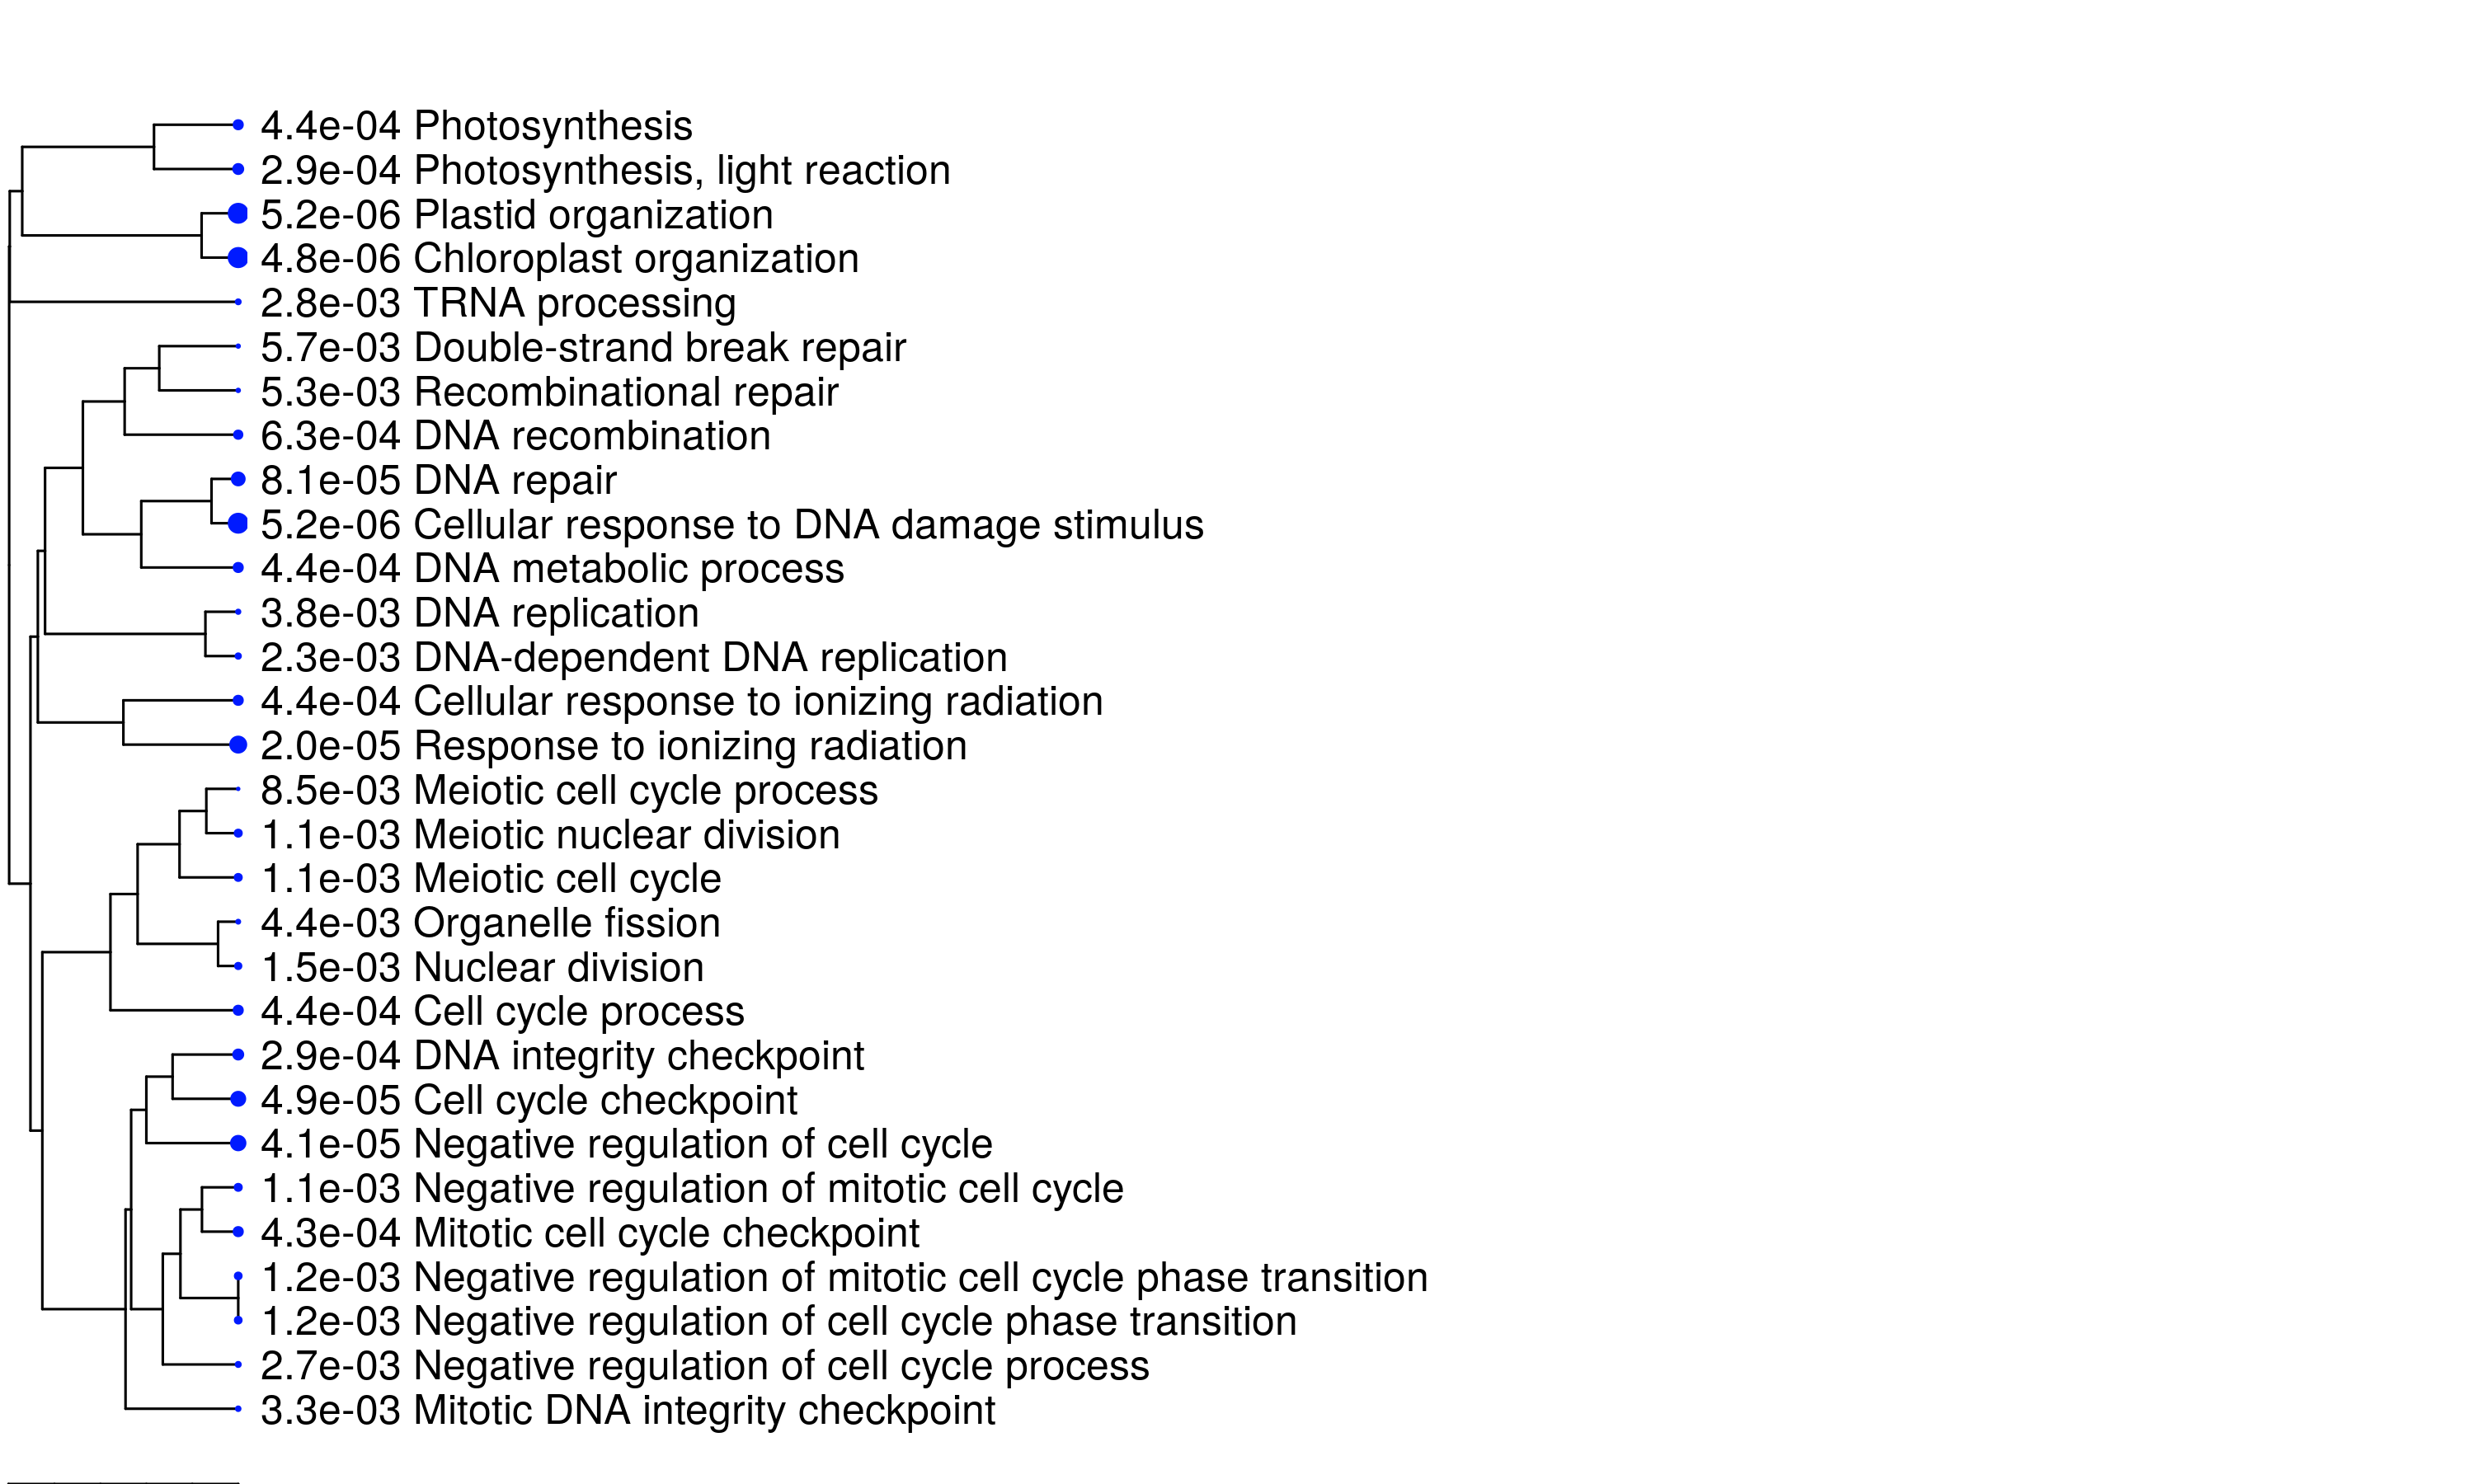 4.4e-04 Photosynthesis
2.9e-04 Photosynthesis, light reaction
5.2e-06 Plastid organization
4.8e-06 Chloroplast organization
2.8e-03 TRNA processing
5.7e-03 Double-strand break repair
5.3e-03 Recombinational repair
6.3e-04 DNA recombination
8.1e-05 DNA repair
5.2e-06 Cellular response to DNA damage stimulus
4.4e-04 DNA metabolic process
3.8e-03 DNA replication
2.3e-03 DNA-dependent DNA replication
4.4e-04 Cellular response to ionizing radiation
2.0e-05 Response to ionizing radiation
8.5e-03 Meiotic cell cycle process
1.1e-03 Meiotic nuclear division
1.1e-03 Meiotic cell cycle
4.4e-03 Organelle fission
1.5e-03 Nuclear division
4.4e-04 Cell cycle process
2.9e-04 DNA integrity checkpoint
4.9e-05 Cell cycle checkpoint
4.1e-05 Negative regulation of cell cycle
1.1e-03 Negative regulation of mitotic cell cycle
4.3e-04 Mitotic cell cycle checkpoint
1.2e-03 Negative regulation of mitotic cell cycle phase transition
1.2e-03 Negative regulation of cell cycle phase transition
2.7e-03 Negative regulation of cell cycle process
3.3e-03 Mitotic DNA integrity checkpoint